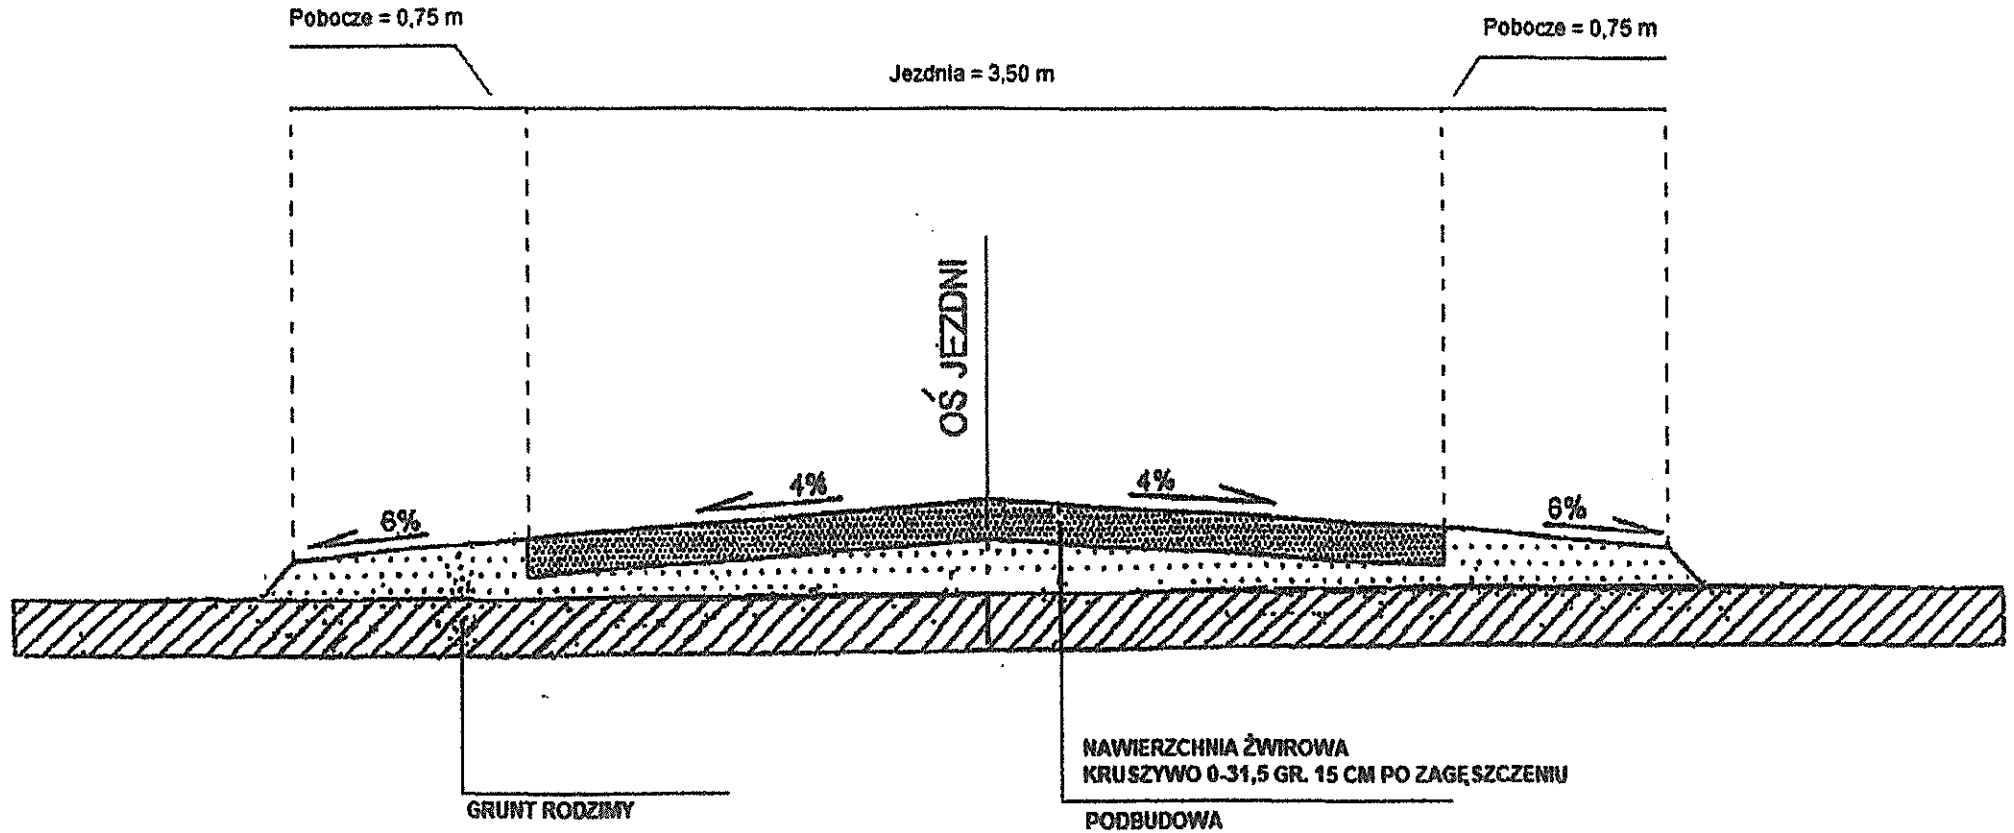 Pobocze = 0,75 m
Pobocze = 0,75 m
Jezdnia = 3,50 m
OŚ JEZDNI
4%
4%
6%
6%
NAWIERZCHNIA ŻWIROWA
KRUSZYWO 0-31,5 GR. 15 CM PO ZAGĘSZCZENIU
GRUNT RODZIMY
PODBUDOWA